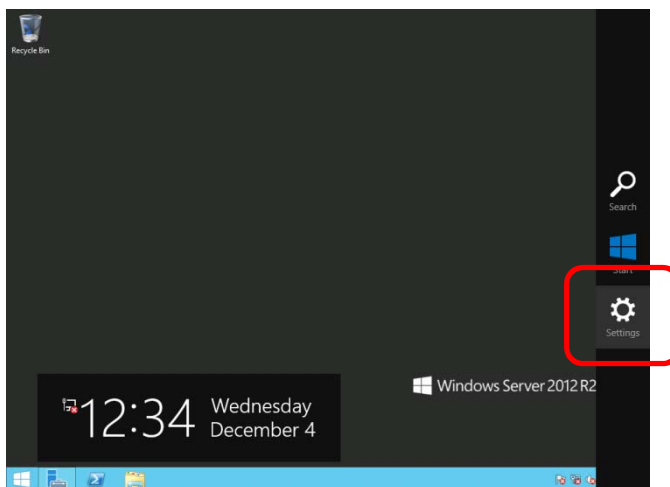 Recycle Bin
Search
Start
Settings
Windows Server 2012 R2
12:34
Wednesday
December 4